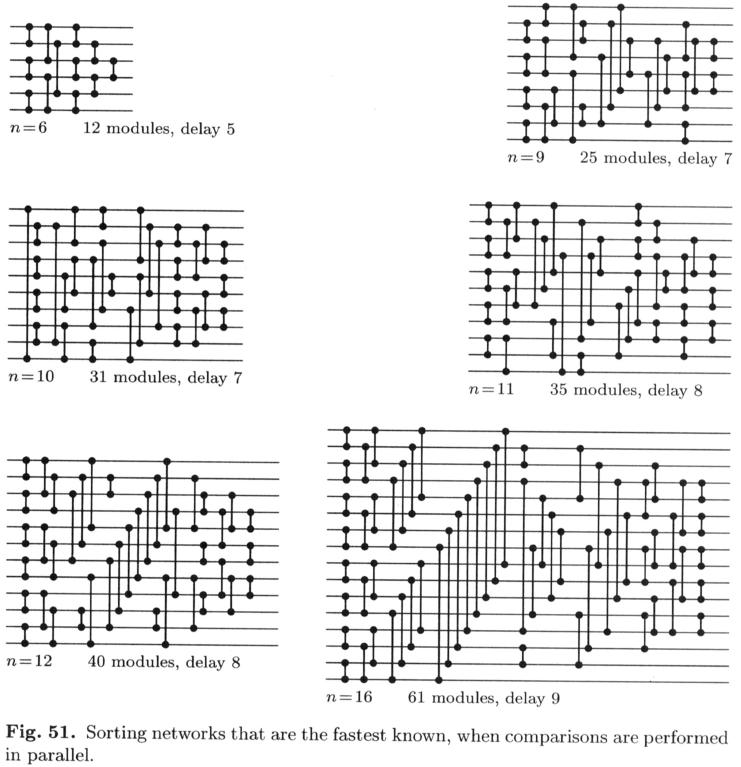 n=6 12 modules, delay 5
n=9 25 modules, delay 7
n=10 31 modules, delay 7
n=11 35 modules, delay 8
n=12 40 modules, delay 8
n=16 61 modules, delay 9
Fig. 51. Sorting networks that are the fastest known, when comparisons are performed
in parallel.